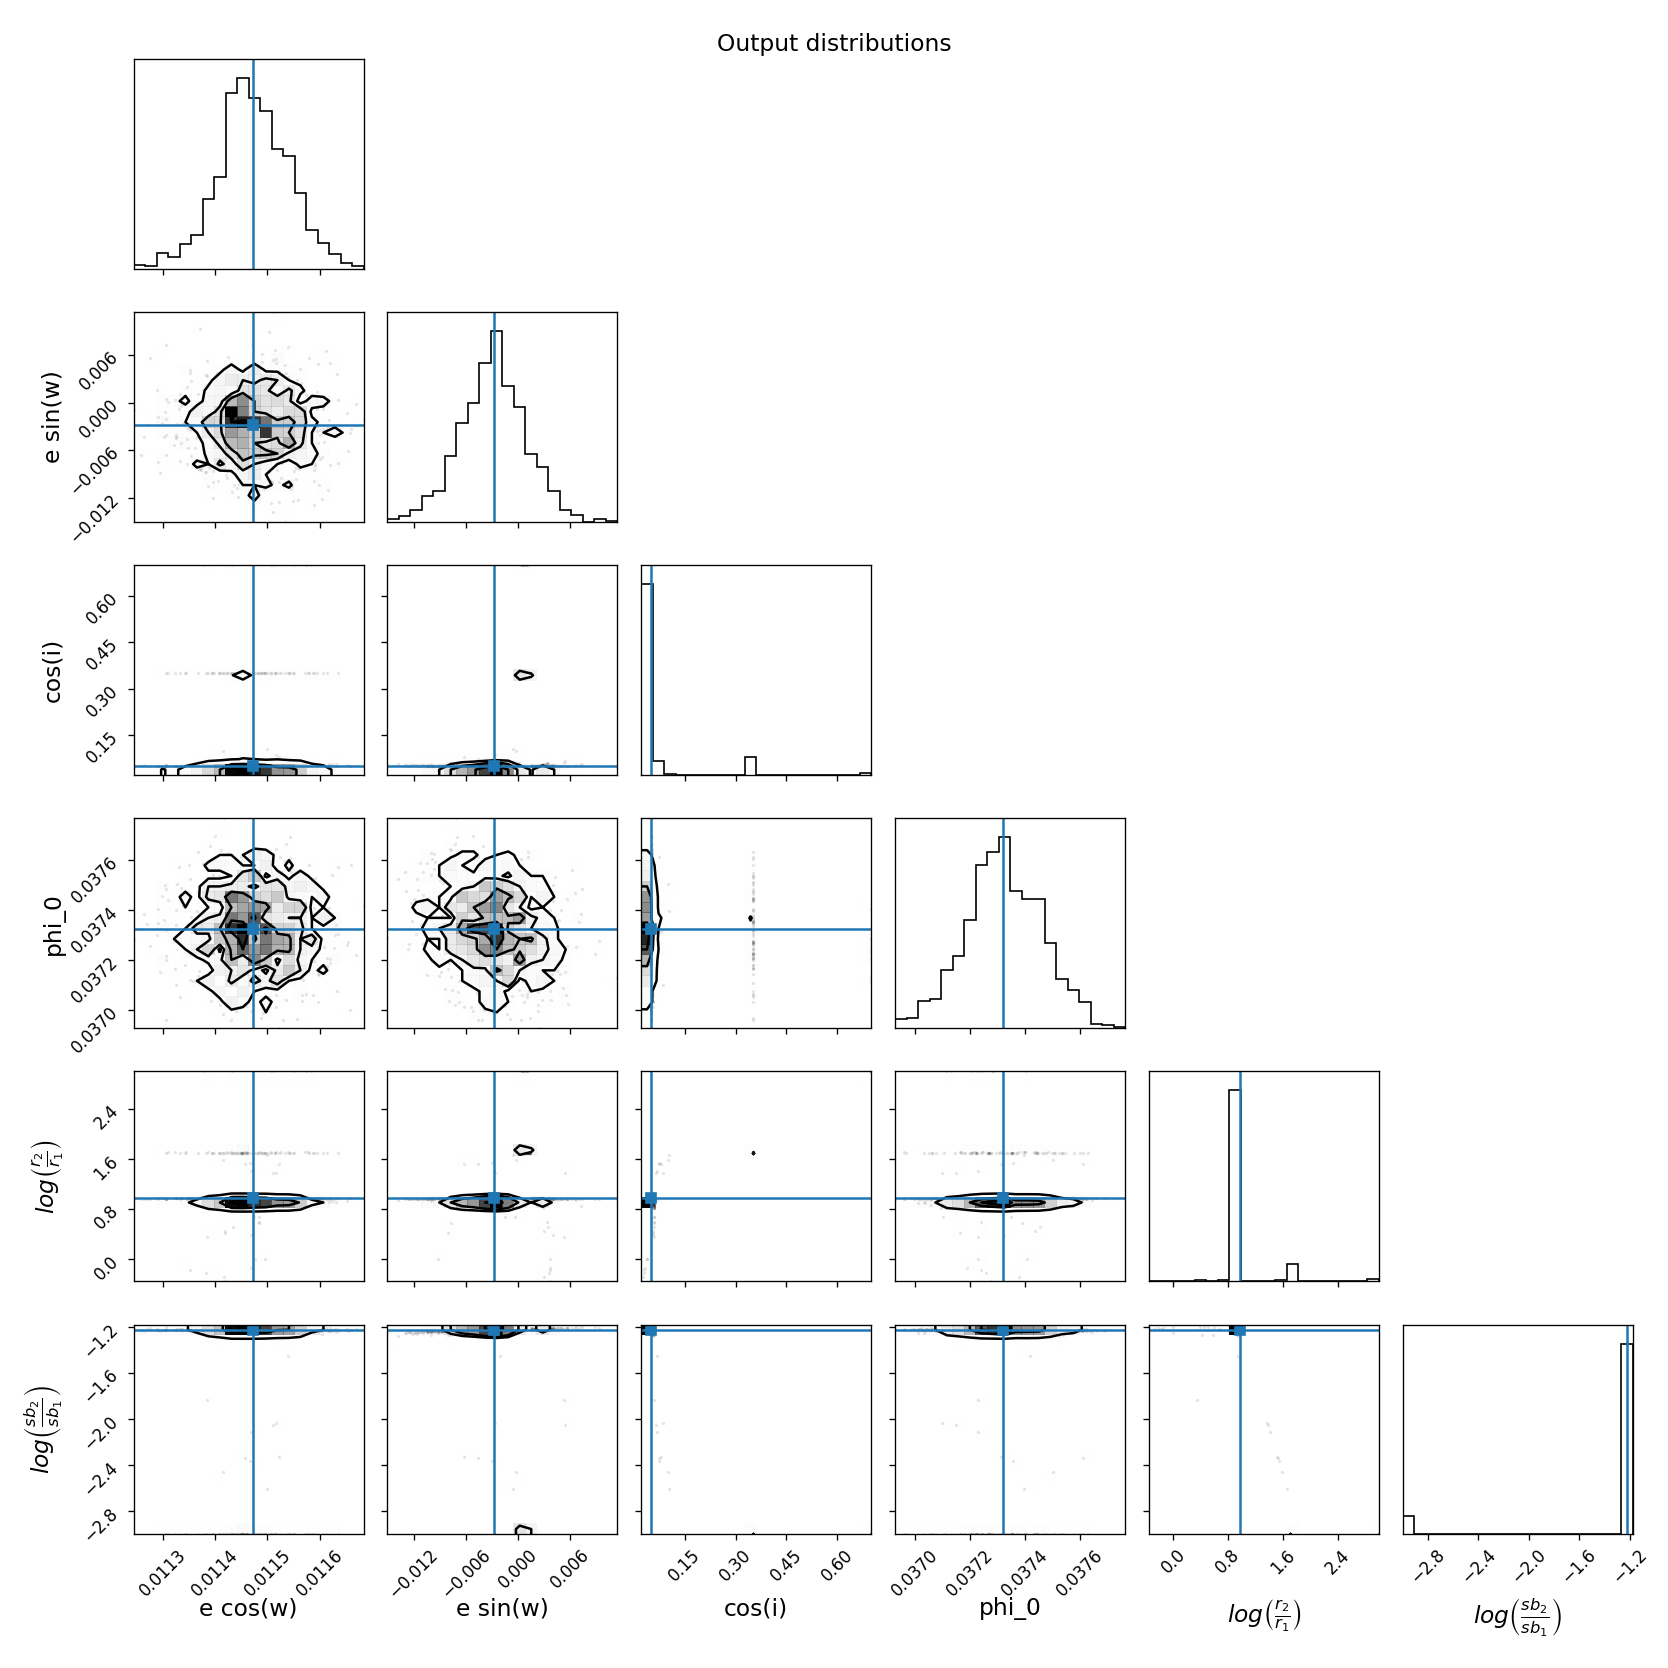 Output distributions
e sin(w)
0.006
0.000
−0.006
−0.012
cos(i)
0.60
0.45
0.30
0.15
phi_0
0.0376
0.0374
0.0372
0.0370
log(r₂/r₁)
2.4
1.6
0.8
0.0
log(sb₂/sb₁)
−1.2
−1.6
−2.0
−2.4
−2.8
0.0113 0.0114 0.0115 0.0116
e cos(w)
−0.012 −0.006 0.000 0.006
e sin(w)
0.15 0.30 0.45 0.60
cos(i)
0.0370 0.0372 0.0374 0.0376
phi_0
0.0 0.8 1.6 2.4
log(r₂/r₁)
−2.8 −2.4 −2.0 −1.6 −1.2
log(sb₂/sb₁)